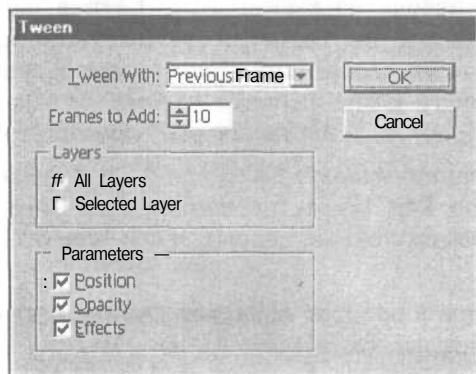 Tween
Tween With: Previous Frame
OK
Frames to Add: 10
Cancel
Layers
ff All Layers
Г Selected Layer
Parameters —
: Position
Opacity
Effects